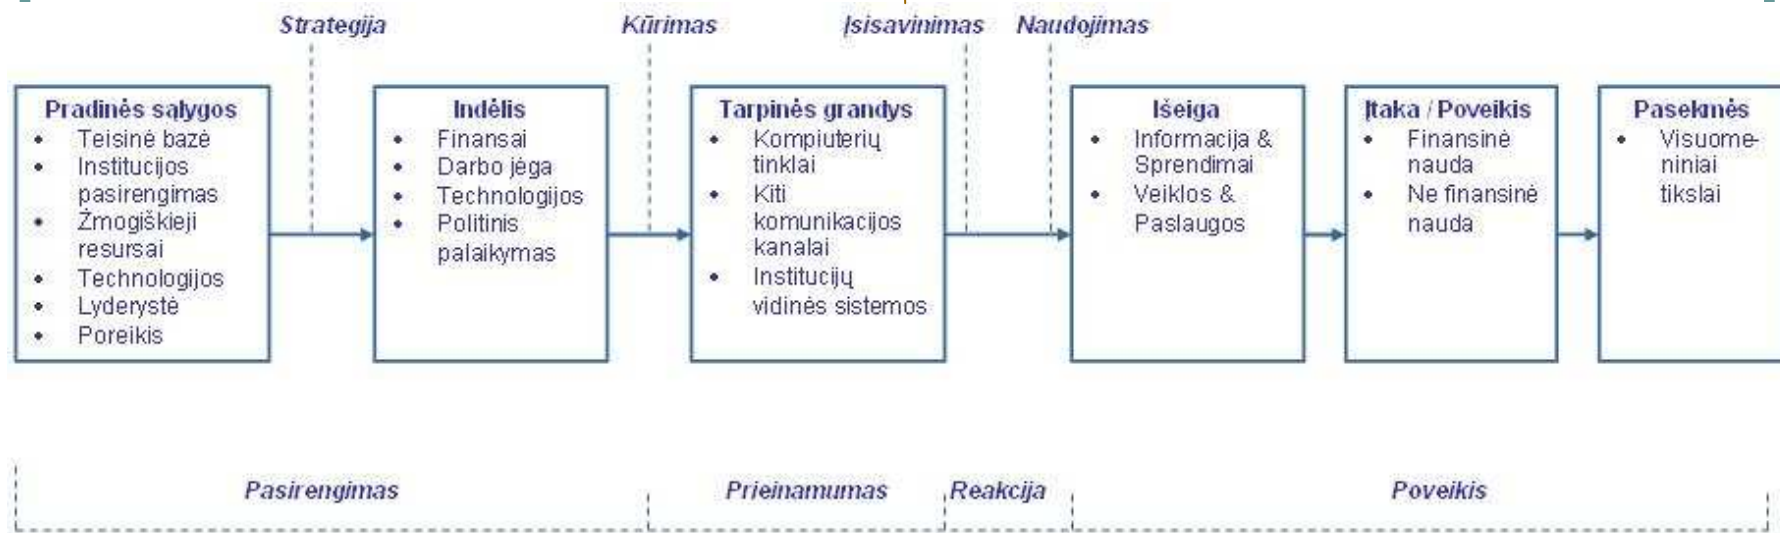 Strategija
Kūrimas
Įsisavinimas
Naudojimas
Pradinės sąlygos
• Teisinė bazė
• Institucijos
pasirengimas
• Žmogiškieji
resursai
• Technologijos
• Lyderystė
• Poreikis
Indėlis
• Finansai
• Darbo jėga
• Technologijos
• Politinis
palaikymas
Tarpinės grandys
• Kompiuterių
tinklai
• Kiti
komunikacijos
kanalai
• Institucijų
vidinės sistemos
Išeiga
• Informacija &
Sprendimai
• Veiklos &
Paslaugos
Įtaka / Poveikis
• Finansinė
nauda
• Ne finansinė
nauda
Pasekmės
• Visuome-
niniai
tikslai
Pasirengimas
Prieinamumas
Reakcija
Poveikis